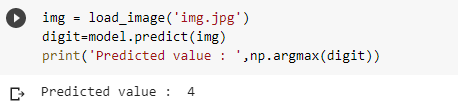 img = load_image('img.jpg')
digit=model.predict(img)
print('Predicted value : ',np.argmax(digit))
Predicted value :  4